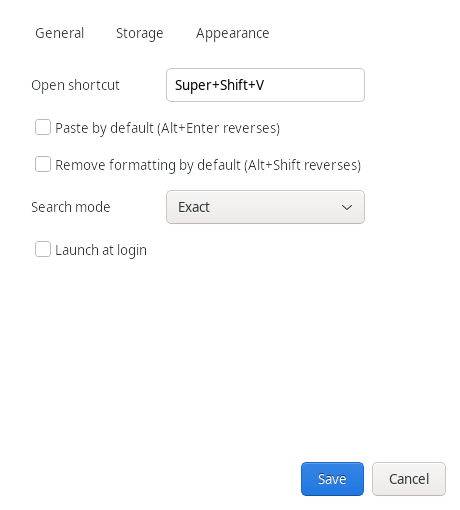 General Storage Appearance
Open shortcut Super+Shift+V
Paste by default (Alt+Enter reverses)
Remove formatting by default (Alt+Shift reverses)
Search mode Exact
Launch at login
Save Cancel